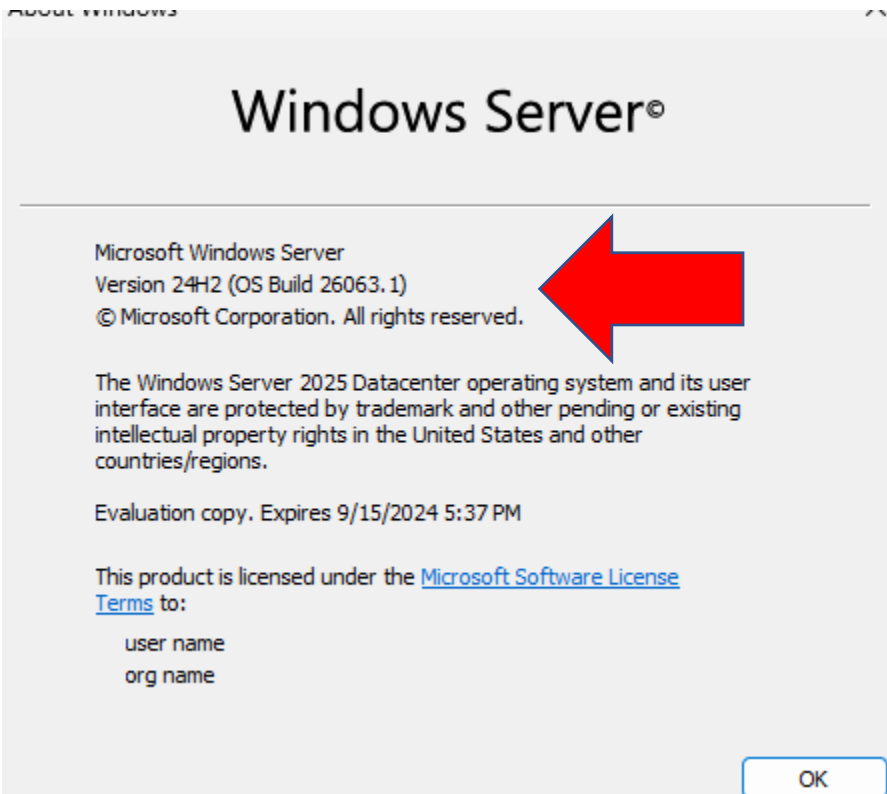 About Windows
Windows Server©
Microsoft Windows Server
Version 24H2 (OS Build 26063.1)
© Microsoft Corporation. All rights reserved.
The Windows Server 2025 Datacenter operating system and its user
interface are protected by trademark and other pending or existing
intellectual property rights in the United States and other
countries/regions.
Evaluation copy. Expires 9/15/2024 5:37 PM
This product is licensed under the Microsoft Software License
Terms to:
user name
org name
OK